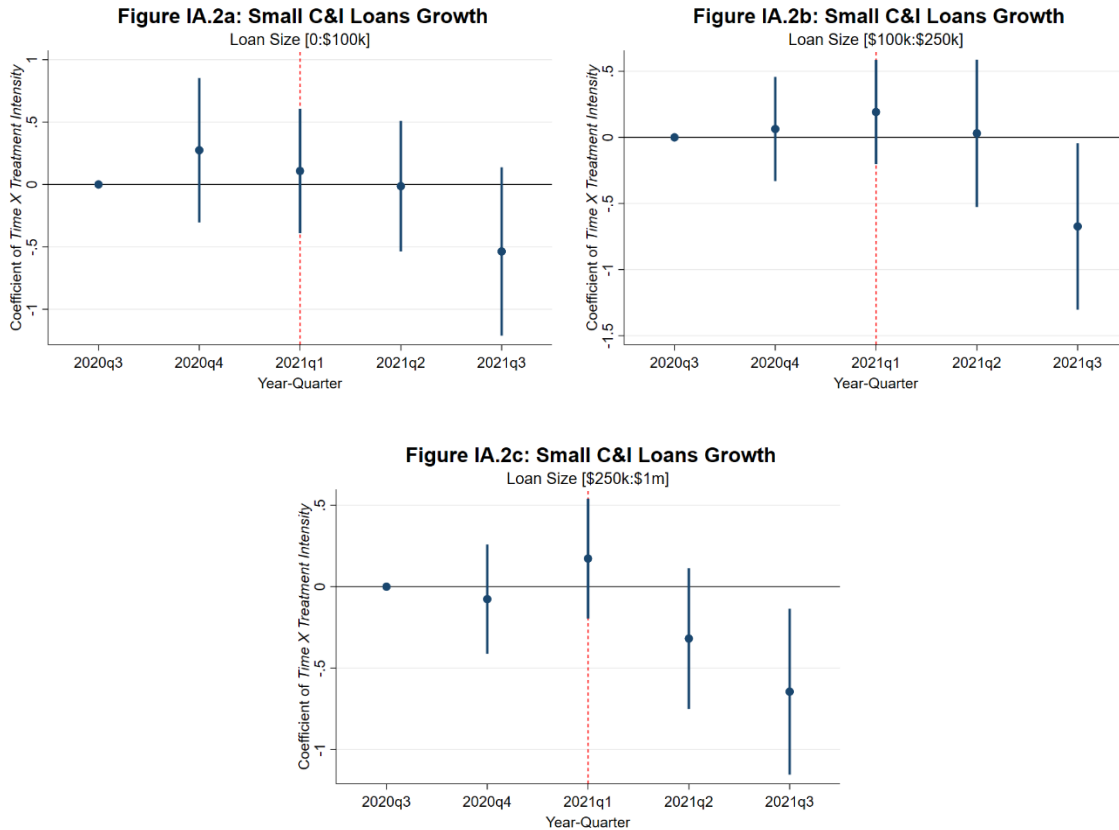 Figure IA.2a: Small C&I Loans Growth
Loan Size [0:$100k]
Coefficient of Time X Treatment Intensity
1
.5
0
-.5
-1
2020q3 2020q4 2021q1 2021q2 2021q3
Year-Quarter
Figure IA.2b: Small C&I Loans Growth
Loan Size [$100k:$250k]
Coefficient of Time X Treatment Intensity
.5
0
-.5
-1
-1.5
2020q3 2020q4 2021q1 2021q2 2021q3
Year-Quarter
Figure IA.2c: Small C&I Loans Growth
Loan Size [$250k:$1m]
Coefficient of Time X Treatment Intensity
.5
0
-.5
-1
2020q3 2020q4 2021q1 2021q2 2021q3
Year-Quarter